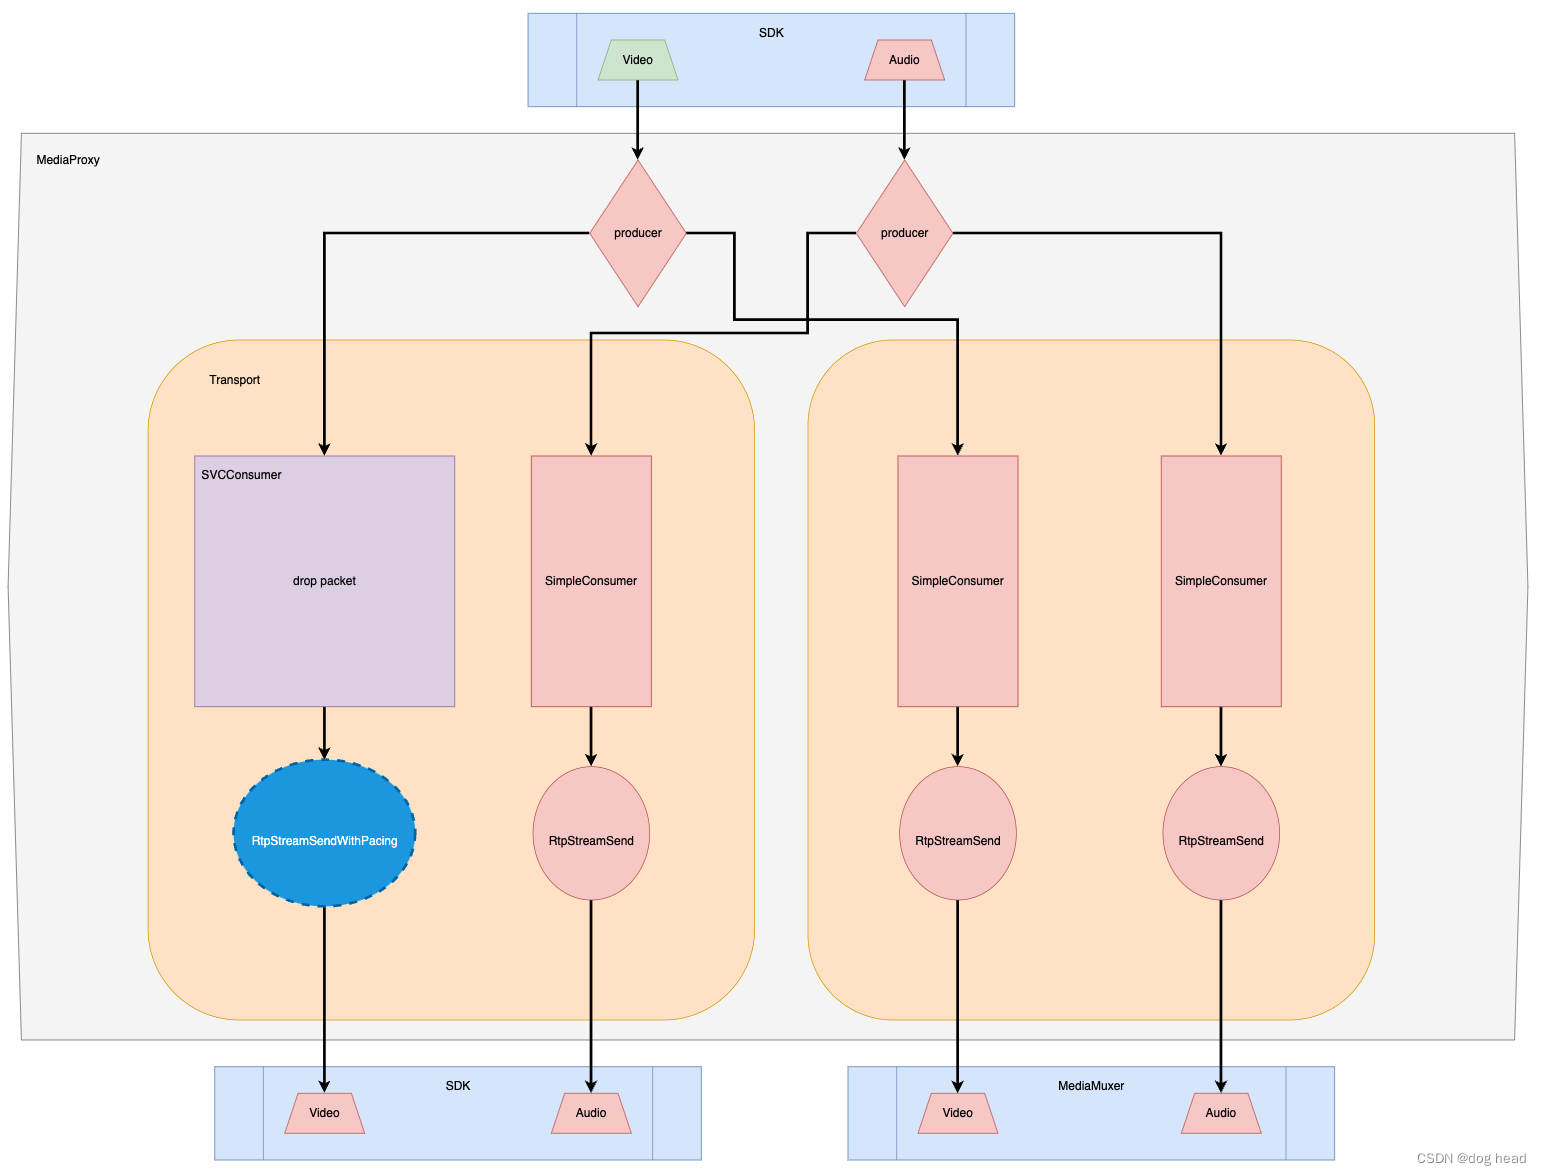 SDK
Video
Audio
MediaProxy
producer
producer
Transport
SVCConsumer
drop packet
SimpleConsumer
SimpleConsumer
SimpleConsumer
RtpStreamSendWithPacing
RtpStreamSend
RtpStreamSend
RtpStreamSend
SDK
MediaMuxer
Video
Audio
Video
Audio
CSDN @dog head